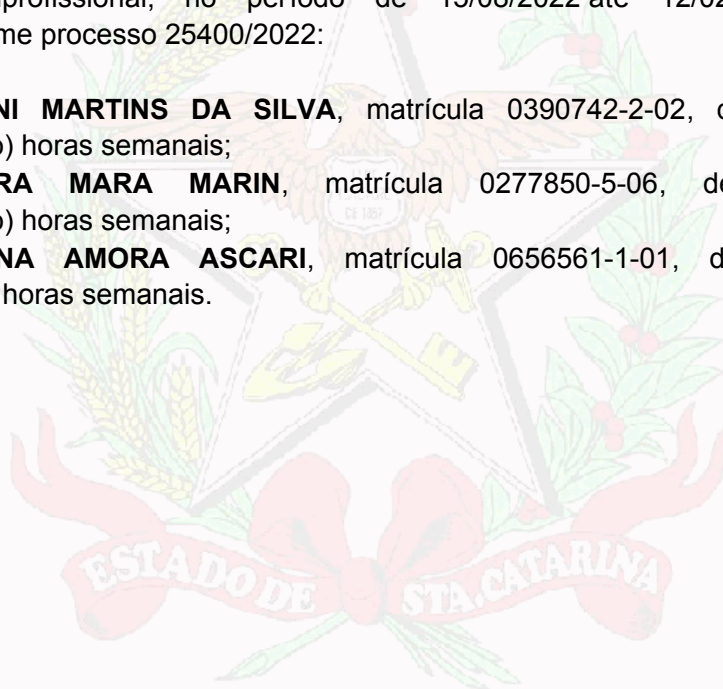 profissional, no período de 15/08/2022 até 12/02
me processo 25400/2022:
NI MARTINS DA SILVA, matrícula 0390742-2-02,
o) horas semanais;
RA MARA MARIN, matrícula 0277850-5-06, de
o) horas semanais;
NA AMORA ASCARI, matrícula 0656561-1-01, d
horas semanais.
ESTADO DE STA. CATARINA